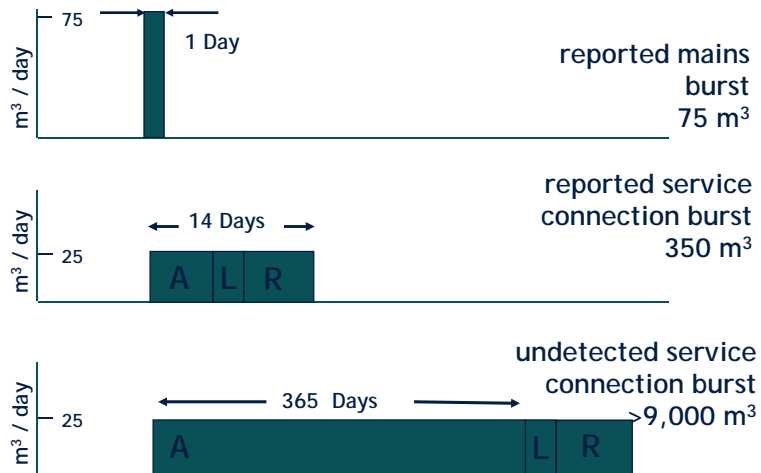 75
1 Day
m³ / day
reported mains
burst
75 m³
reported service
connection burst
350 m³
14 Days
m³ / day
25
A L R
undetected service
connection burst
>9,000 m³
365 Days
m³ / day
25
A L R